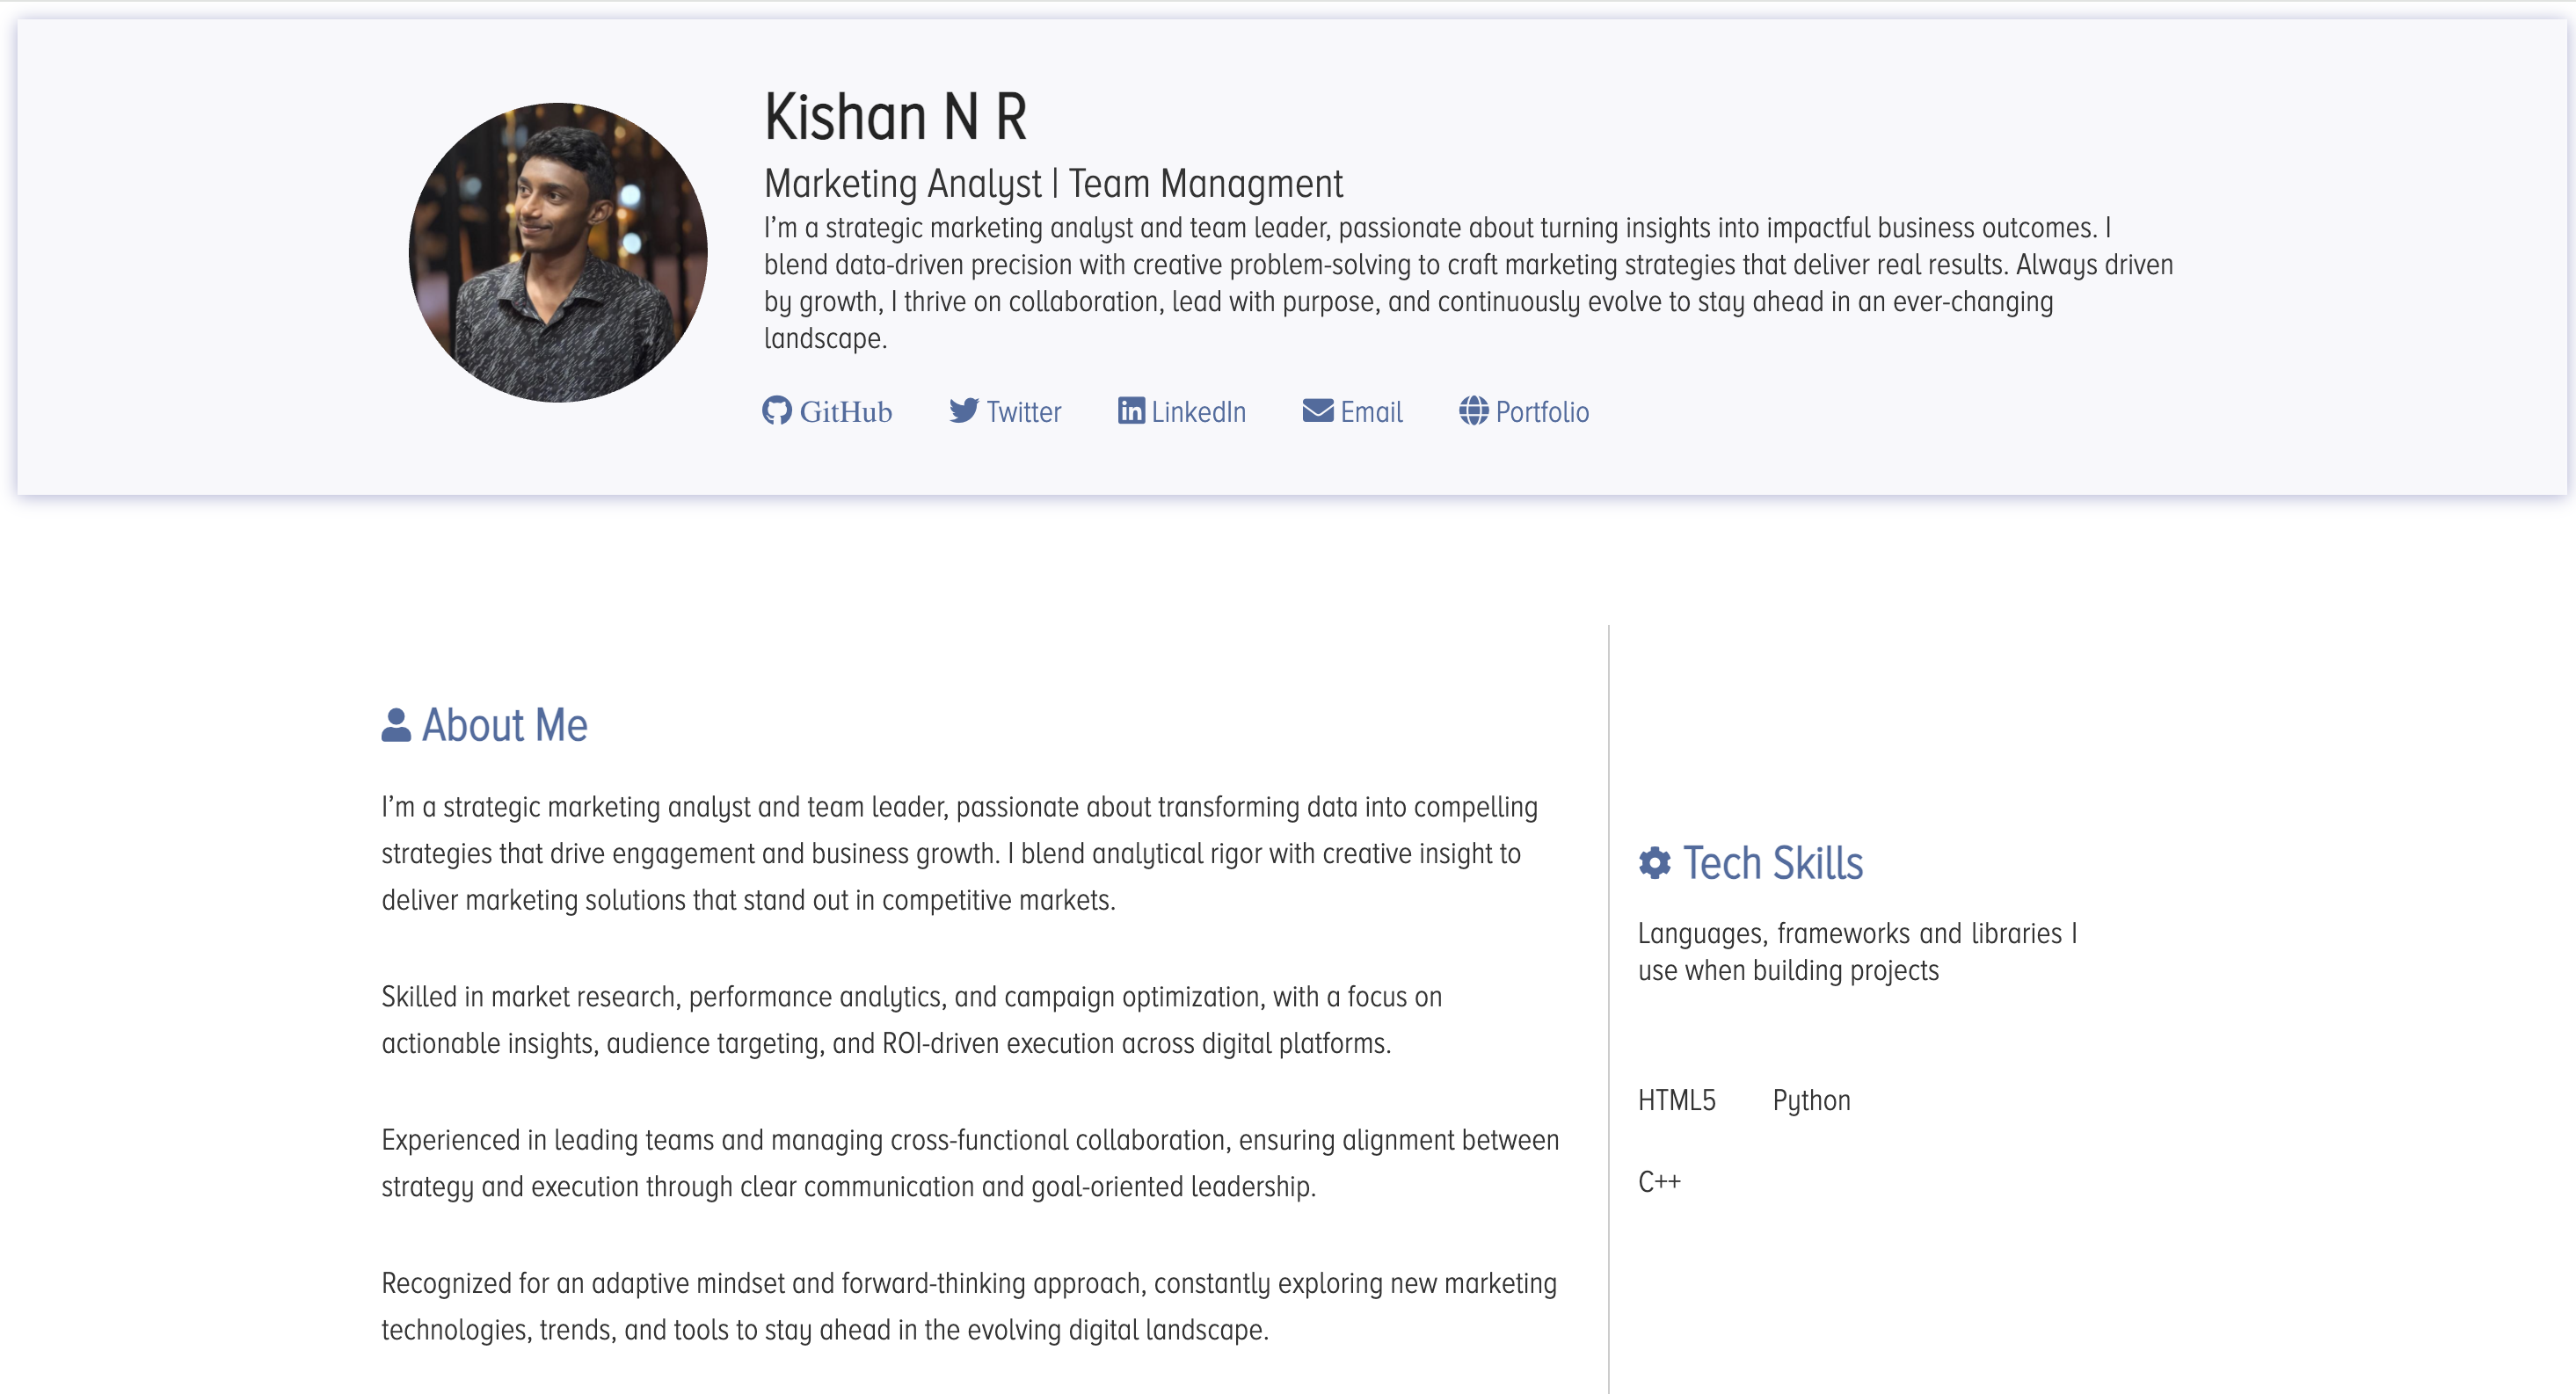 Kishan N R
Marketing Analyst | Team Managment
I’m a strategic marketing analyst and team leader, passionate about turning insights into impactful business outcomes. I
blend data-driven precision with creative problem-solving to craft marketing strategies that deliver real results. Always driven
by growth, I thrive on collaboration, lead with purpose, and continuously evolve to stay ahead in an ever-changing
landscape.
GitHub Twitter LinkedIn Email Portfolio
About Me
I’m a strategic marketing analyst and team leader, passionate about transforming data into compelling
strategies that drive engagement and business growth. I blend analytical rigor with creative insight to
deliver marketing solutions that stand out in competitive markets.
Skilled in market research, performance analytics, and campaign optimization, with a focus on
actionable insights, audience targeting, and ROI-driven execution across digital platforms.
Experienced in leading teams and managing cross-functional collaboration, ensuring alignment between
strategy and execution through clear communication and goal-oriented leadership.
Recognized for an adaptive mindset and forward-thinking approach, constantly exploring new marketing
technologies, trends, and tools to stay ahead in the evolving digital landscape.
Tech Skills
Languages, frameworks and libraries I
use when building projects
HTML5 Python
C++